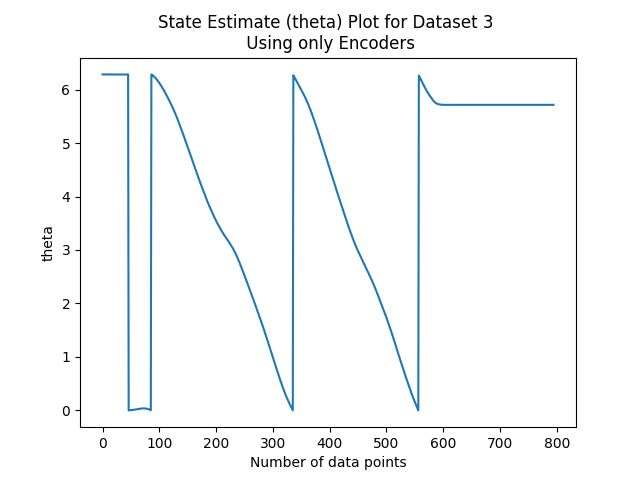 State Estimate (theta) Plot for Dataset 3
Using only Encoders
6
5
4
3
2
1
0
theta
0 100 200 300 400 500 600 700 800
Number of data points